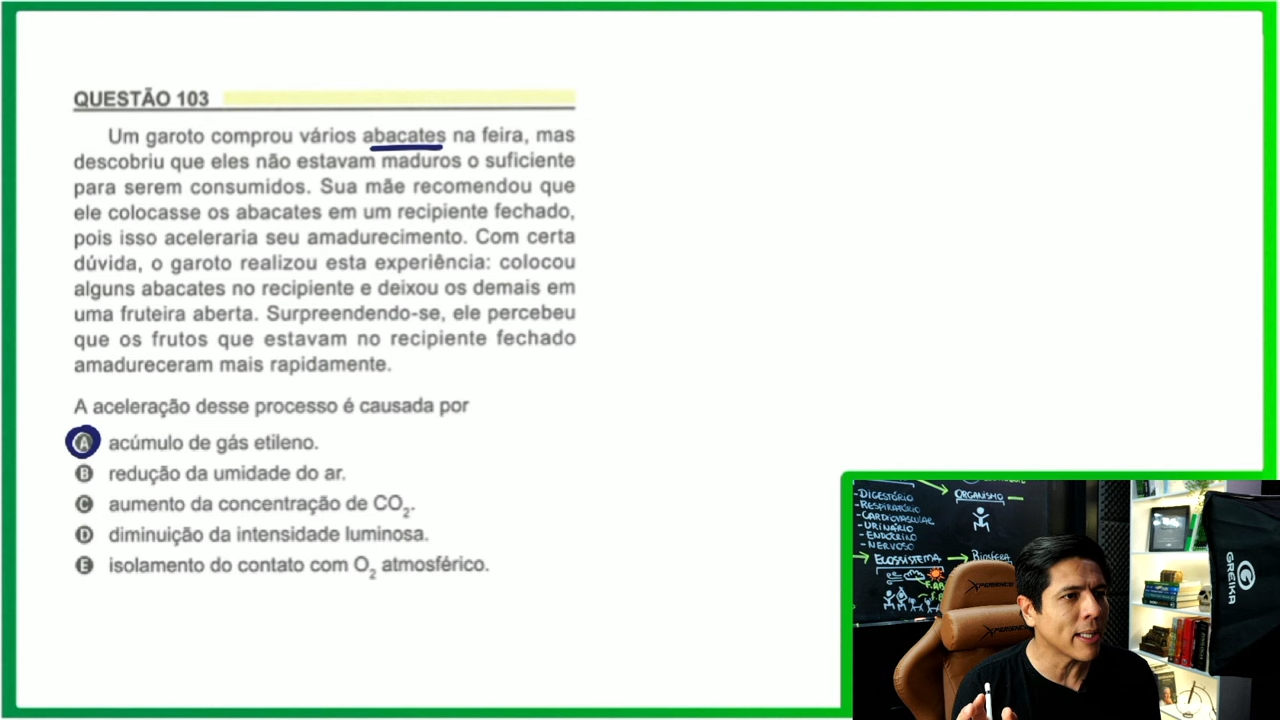 QUESTÃO 103
Um garoto comprou vários abacates na feira, mas
descobriu que eles não estavam maduros o suficiente
para serem consumidos. Sua mãe recomendou que
ele colocasse os abacates em um recipiente fechado,
pois isso aceleraria seu amadurecimento. Com certa
dúvida, o garoto realizou esta experiência: colocou
alguns abacates no recipiente e deixou os demais em
uma fruteira aberta. Surpreendendo-se, ele percebeu
que os frutos que estavam no recipiente fechado
amadureceram mais rapidamente.
A aceleração desse processo é causada por
A acúmulo de gás etileno.
B redução da umidade do ar.
C aumento da concentração de CO₂.
D diminuição da intensidade luminosa.
E isolamento do contato com O₂ atmosférico.
- DIGESTÓRIO
- RESPIRATÓRIO
- CARDIOVASCULAR
- URINÁRIO
- ENDÓCRINO
- NERVOSO
ORGANISMO
ECOSSISTEMA
BIOSFERA
XPERIENCE
GREIKA